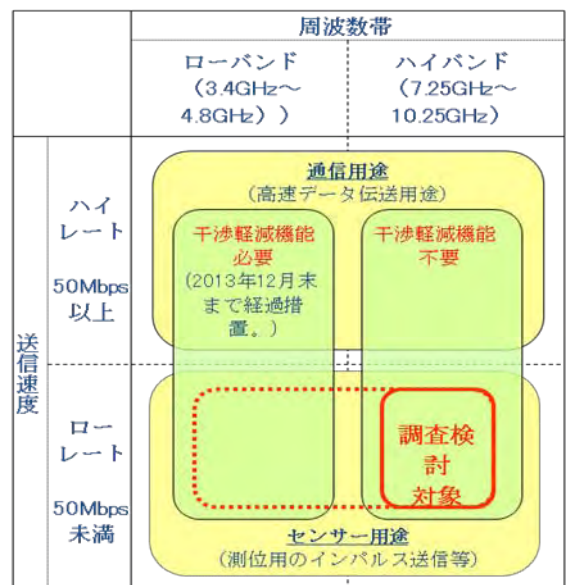 周波数帯
ローバンド
（3.4GHz～
4.8GHz））
ハイバンド
（7.25GHz～
10.25GHz）
送信速度
ハイ
レート
50Mbps
以上
通信用途
（高速データ伝送用途）
干渉軽減機能
必要
（2013年12月末
まで経過措
置。）
干渉軽減機能
不要
ロー
レート
50Mbps
未満
調査検
討
対象
センサー用途
（測位用のインパルス送信等）